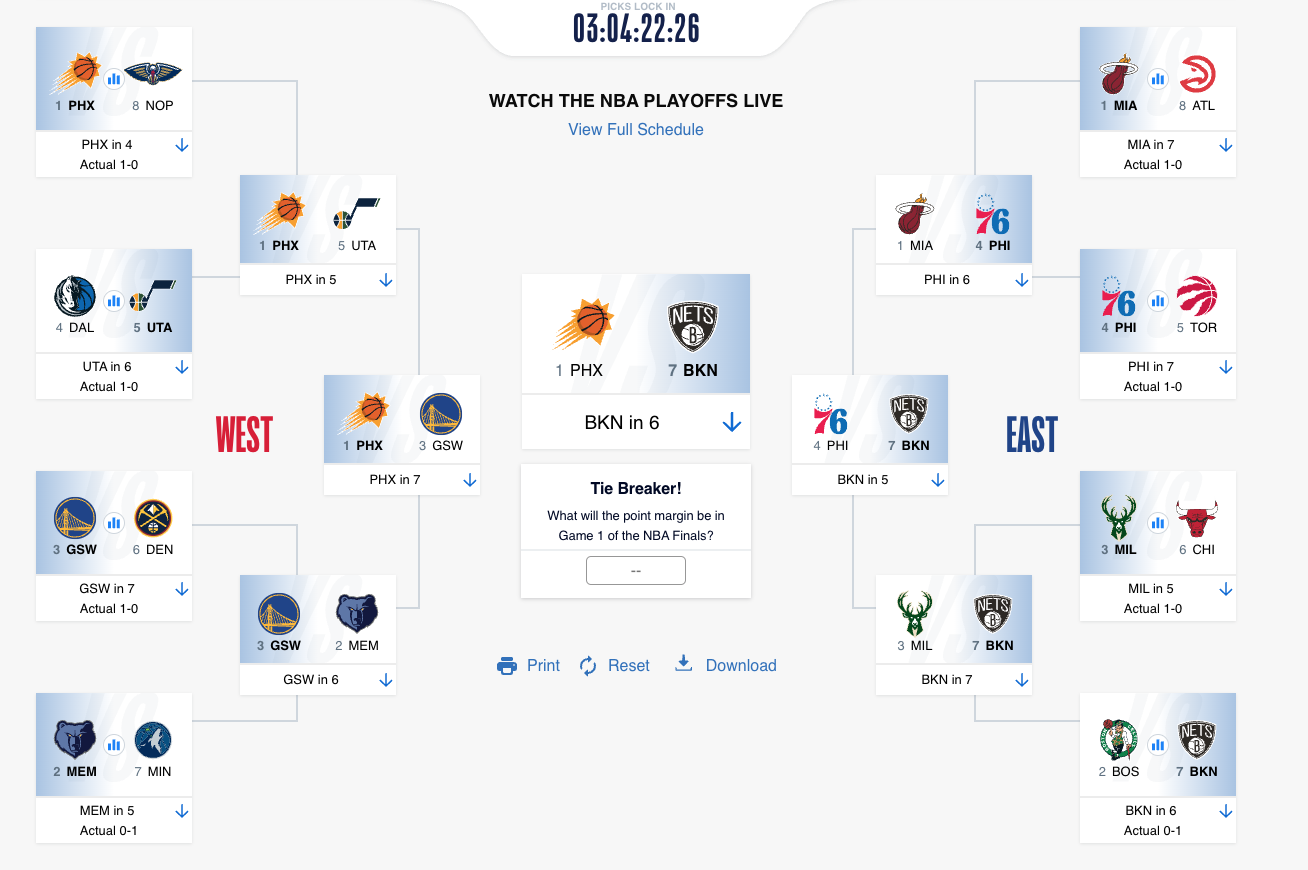 PICKS LOCK IN
03:04:22:26
WATCH THE NBA PLAYOFFS LIVE
View Full Schedule
1 PHX 8 NOP
PHX in 4
Actual 1-0
4 DAL 5 UTA
UTA in 6
Actual 1-0
1 PHX 5 UTA
PHX in 5
WEST
1 PHX 3 GSW
PHX in 7
3 GSW 6 DEN
GSW in 7
Actual 1-0
3 GSW 2 MEM
GSW in 6
2 MEM 7 MIN
MEM in 5
Actual 0-1
NETS
B
1 PHX 7 BKN
BKN in 6
Tie Breaker!
What will the point margin be in
Game 1 of the NBA Finals?
--
Print Reset Download
1 MIA 8 ATL
MIA in 7
Actual 1-0
76
1 MIA 4 PHI
PHI in 6
76
4 PHI 5 TOR
PHI in 7
Actual 1-0
EAST
76 NETS
B
4 PHI 7 BKN
BKN in 5
3 MIL 6 CHI
MIL in 5
Actual 1-0
NETS
B
3 MIL 7 BKN
BKN in 7
NETS
B
2 BOS 7 BKN
BKN in 6
Actual 0-1